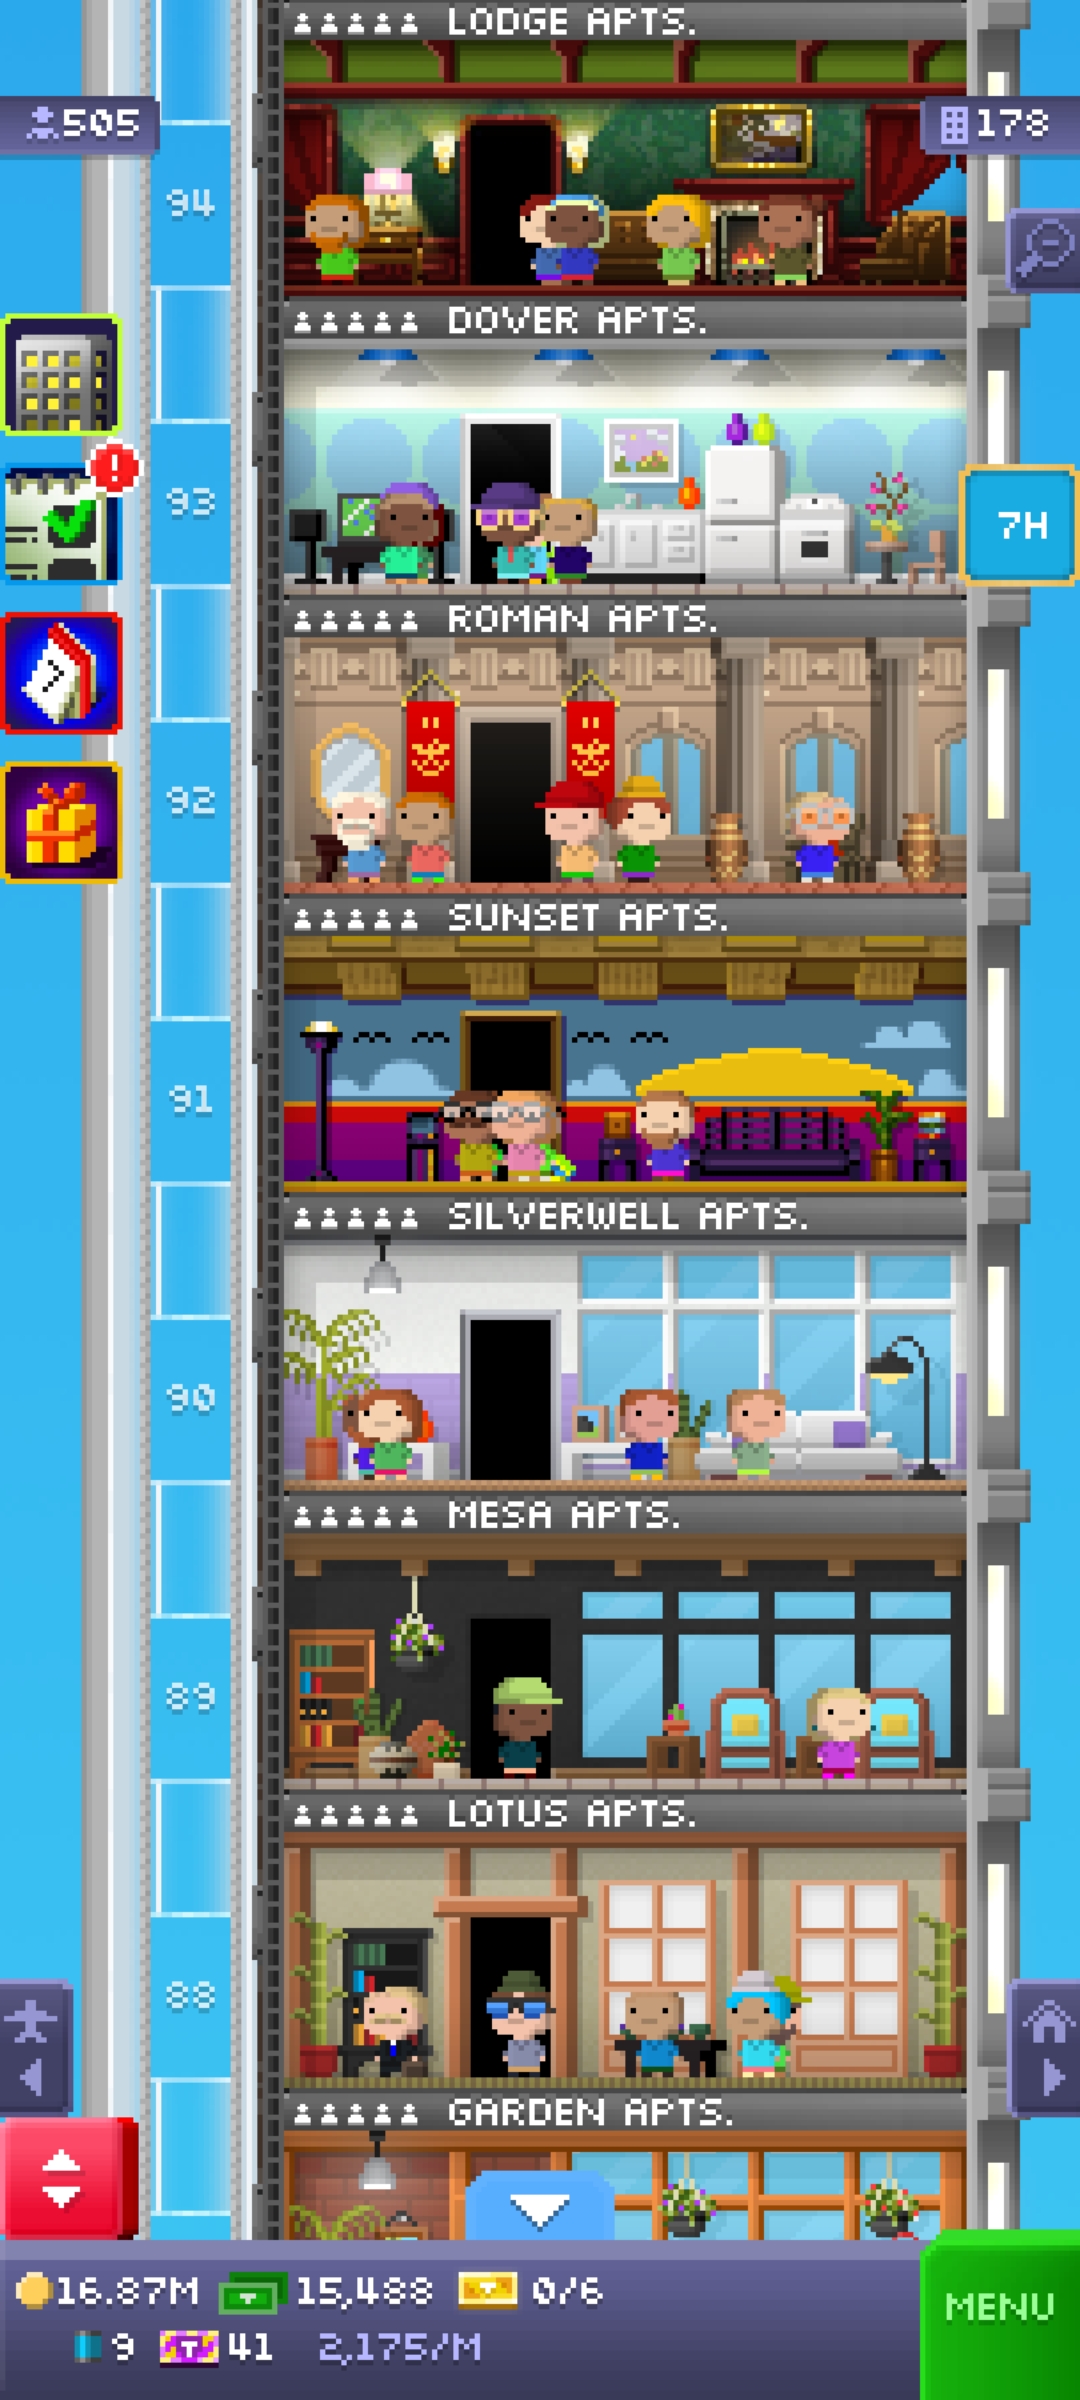 LODGE APTS.
505
178
94
DOVER APTS.
93
7H
ROMAN APTS.
92
SUNSET APTS.
91
SILVERWELL APTS.
90
MESA APTS.
89
LOTUS APTS.
88
GARDEN APTS.
16.87M 15,488 0/6
MENU
9 T 41 2,175/M